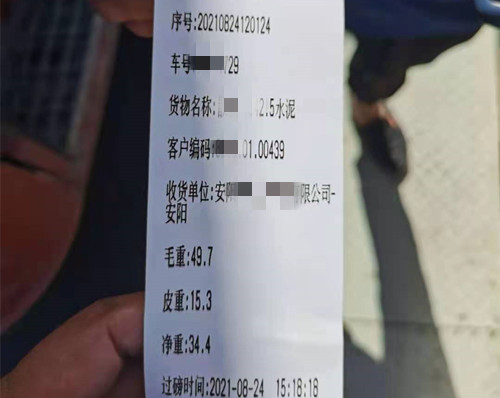 序号:20210824120124
车号 729
货物名称: 2.5水泥
客户编码 .01.00439
收货单位:安阳 有限公司-
安阳
毛重:49.7
皮重:15.3
净重:34.4
过磅时间:2021-08-24 15:18:18